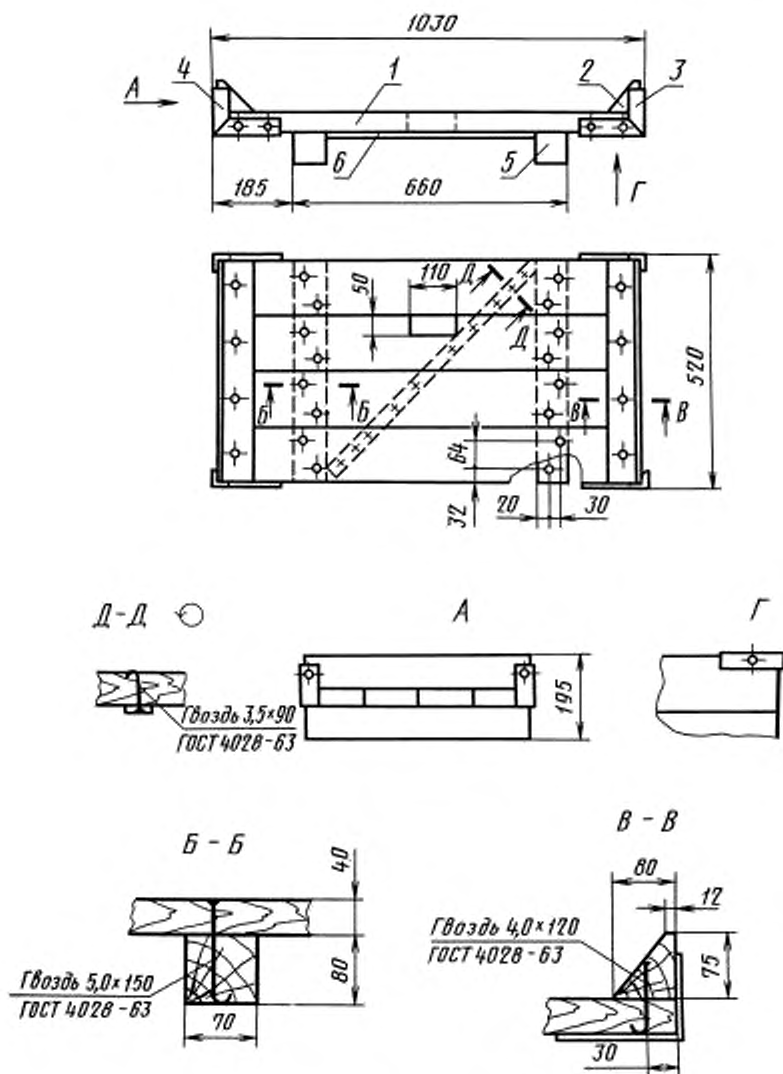 1030
А
4
1
2
3
6
5
185
660
Г
110
50
Д
Д
520
Б
Б
В
В
64
32
20
30
Д-Д
А
Г
Гвоздь 3,5×90
ГОСТ 4028-63
195
Б - Б
40
80
70
Гвоздь 5,0×150
ГОСТ 4028-63
В - В
80
12
75
Гвоздь 4,0×120
ГОСТ 4028-63
30